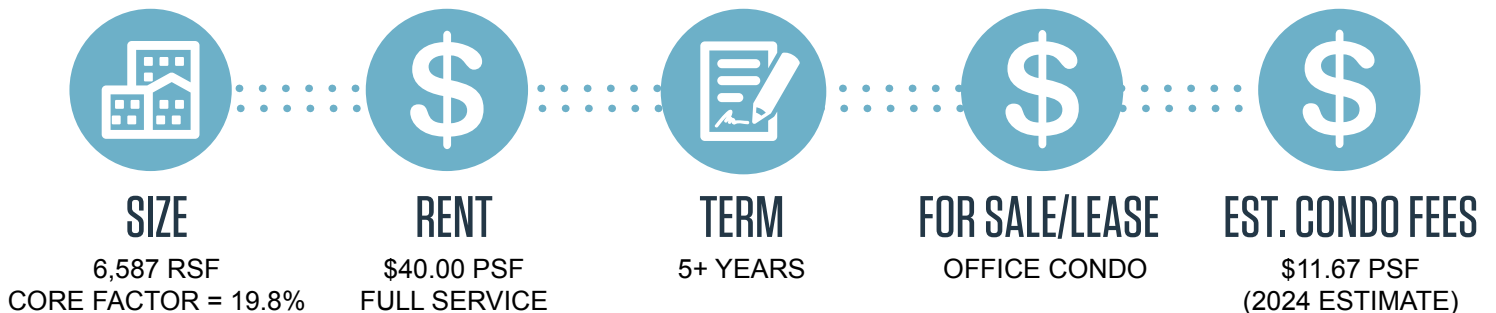 SIZE
6,587 RSF
CORE FACTOR = 19.8%
RENT
$40.00 PSF
FULL SERVICE
TERM
5+ YEARS
FOR SALE/LEASE
OFFICE CONDO
EST. CONDO FEES
$11.67 PSF
(2024 ESTIMATE)